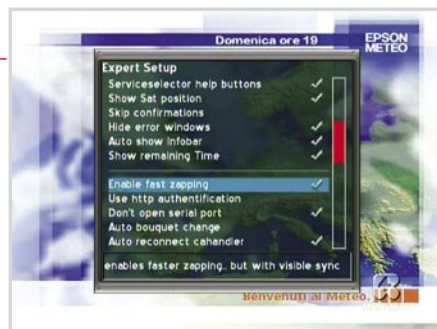 Domenica ore 19
EPSON
METEO
Expert Setup
Serviceselector help buttons
Show Sat position
Skip confirmations
Hide error windows
Auto show Infobar
Show remaining Time
Enable fast zapping
Use http authentification
Don't open serial port
Auto bouquet change
Auto reconnect cahandler
enables faster zapping.. but with visible sync
Benvenuti al Meteo.